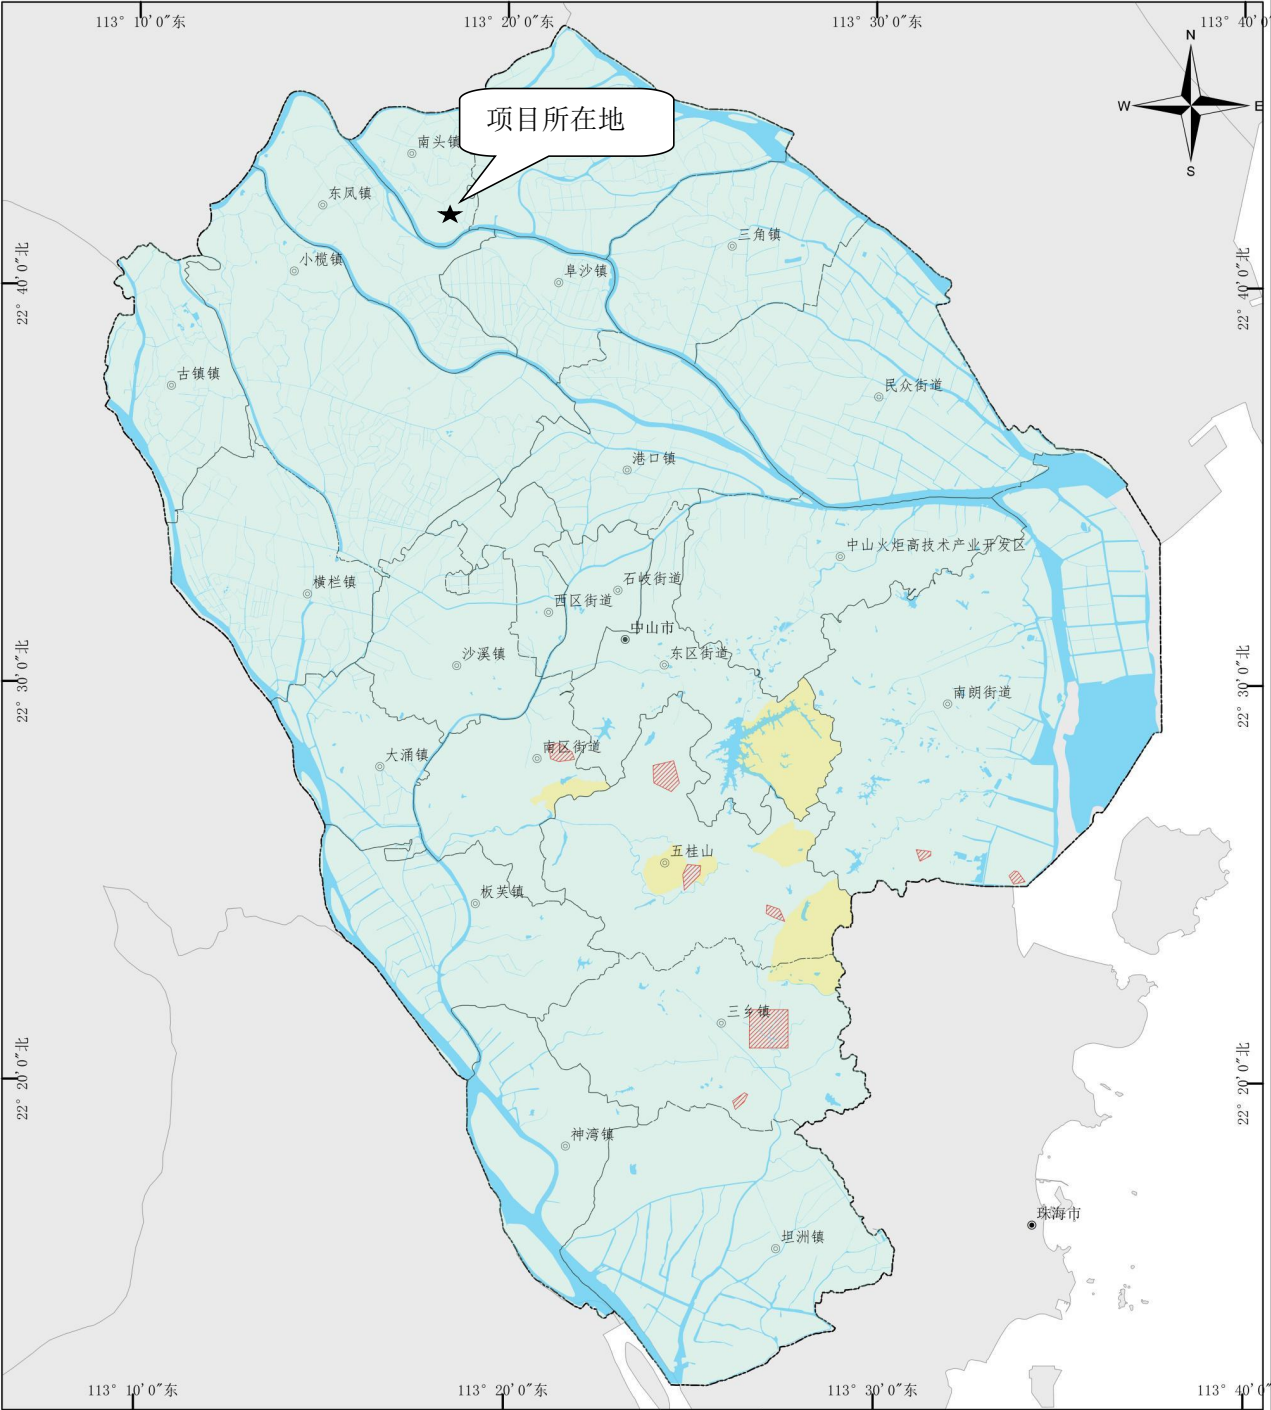 113° 10′0″东
113° 20′0″东
113° 30′0″东
113° 40′0
N
W
E
S
项目所在地
南头镇
东凤镇
三角镇
小榄镇
阜沙镇
22° 40′0″北
22° 40′0″北
古镇镇
民众街道
港口镇
中山火炬高技术产业开发区
横栏镇
石岐街道
西区街道
中山市
沙溪镇
东区街道
22° 30′0″北
22° 30′0″北
南朗街道
大涌镇
南区街道
五桂山
板芙镇
三乡镇
22° 20′0″北
22° 20′0″北
神湾镇
珠海市
坦洲镇
113° 10′0″东
113° 20′0″东
113° 30′0″东
113° 40′0″